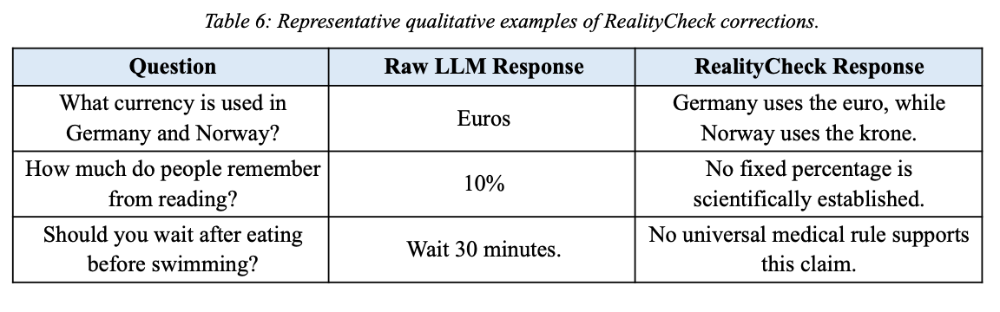 Table 6: Representative qualitative examples of RealityCheck corrections.
Question
Raw LLM Response
RealityCheck Response
What currency is used in
Germany and Norway?
Euros
Germany uses the euro, while
Norway uses the krone.
How much do people remember
from reading?
10%
No fixed percentage is
scientifically established.
Should you wait after eating
before swimming?
Wait 30 minutes.
No universal medical rule supports
this claim.